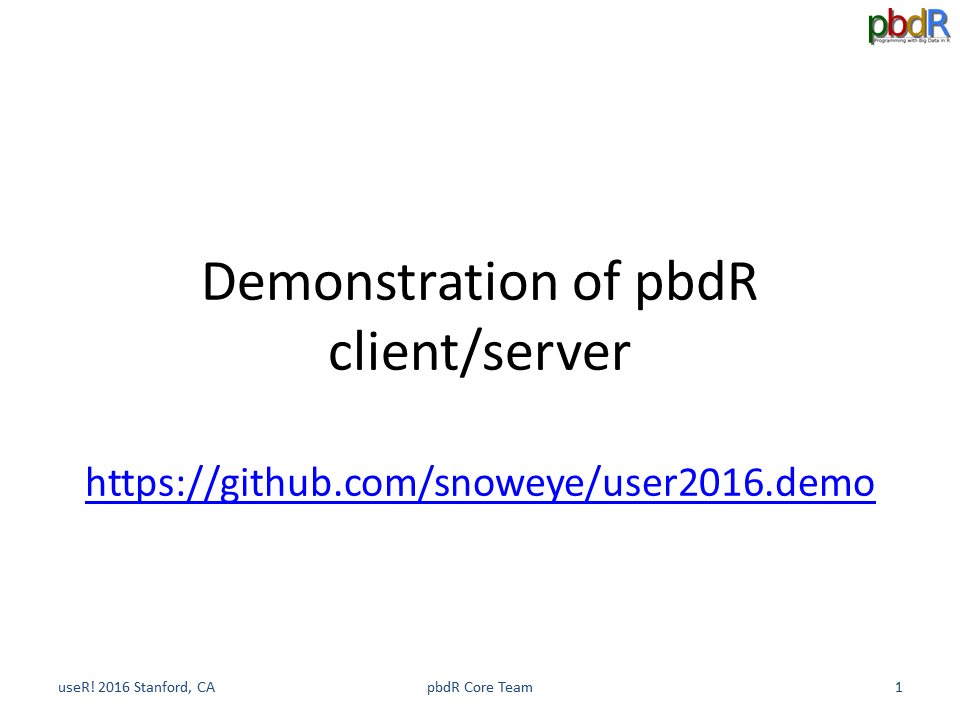 pbdR
Programming with Big Data in R
Demonstration of pbdR
client/server
https://github.com/snoweye/user2016.demo
useR! 2016 Stanford, CA
pbdR Core Team
1